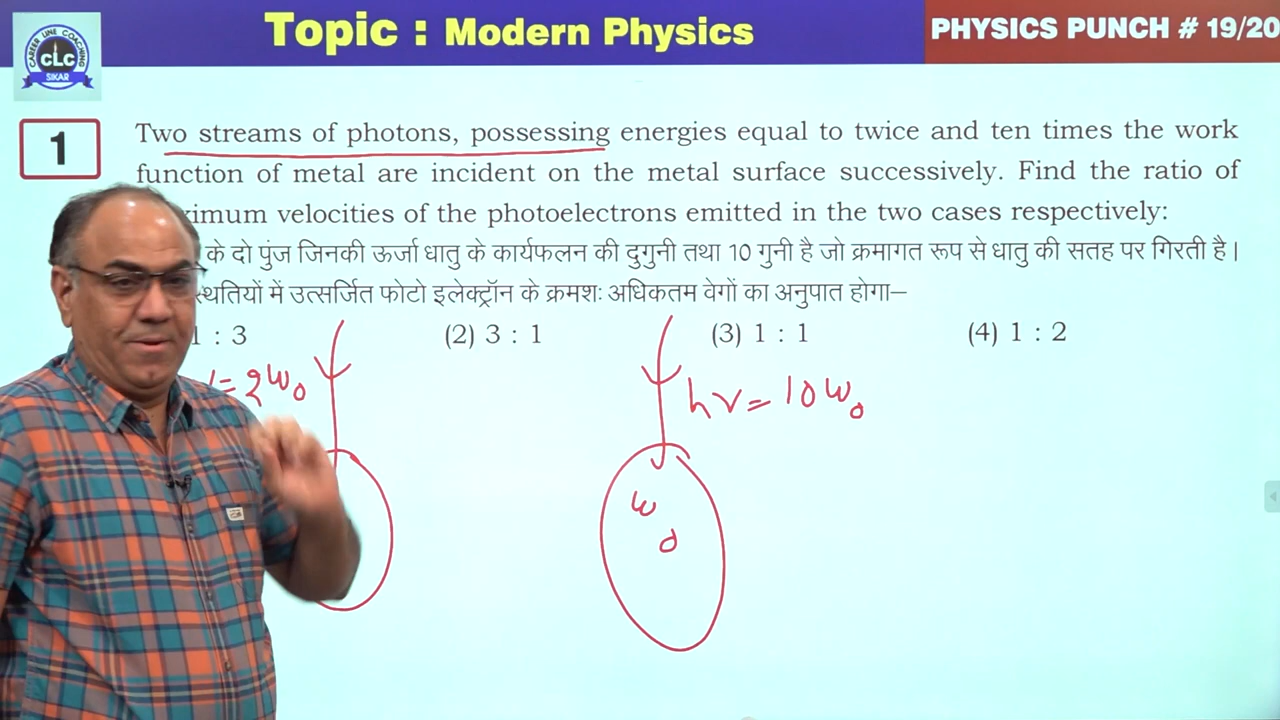 Topic : Modern Physics
PHYSICS PUNCH # 19/20
CAREER LINE COACHING
CLC
SIKAR
1
Two streams of photons, possessing energies equal to twice and ten times the work
function of metal are incident on the metal surface successively. Find the ratio of
velocities of the photoelectrons emitted in the two cases respectively:
के दो पुंज जिनकी ऊर्जा धातु के कार्यफलन की दुगुनी तथा 10 गुनी है जो क्रमागत रूप से धातु की सतह पर गिरती है।
में उत्सर्जित फोटो इलेक्ट्रॉन के क्रमशः अधिकतम वेगों का अनुपात होगा–
1 : 3 (2) 3 : 1 (3) 1 : 1 (4) 1 : 2
= 2w₀ hν = 10w₀
w₀